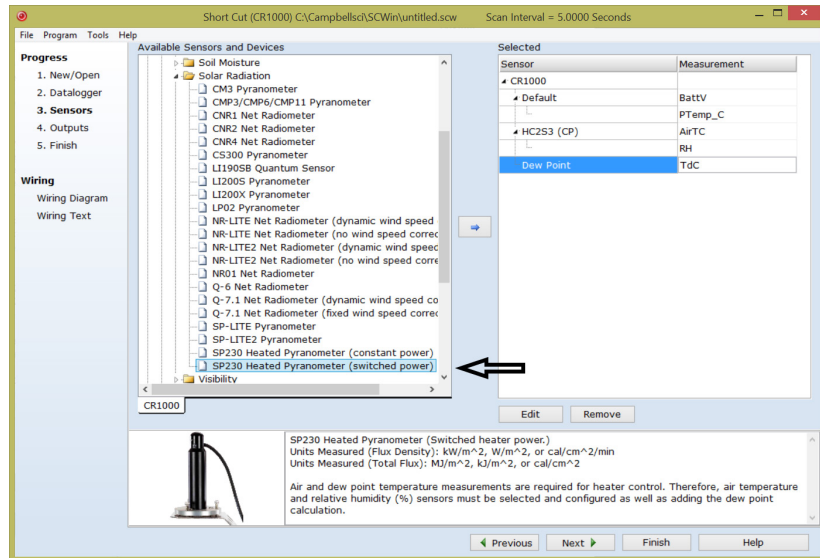 Short Cut (CR1000) C:\Campbellsci\SCWin\untitled.scw Scan Interval = 5.0000 Seconds
File Program Tools Help
Progress
1. New/Open
2. Datalogger
3. Sensors
4. Outputs
5. Finish
Wiring
Wiring Diagram
Wiring Text
Available Sensors and Devices
Soil Moisture
Solar Radiation
CM3 Pyranometer
CMP3/CMP6/CMP11 Pyranometer
CNR1 Net Radiometer
CNR2 Net Radiometer
CNR4 Net Radiometer
CS300 Pyranometer
LI190SB Quantum Sensor
LI200S Pyranometer
LI200X Pyranometer
LP02 Pyranometer
NR-LITE Net Radiometer (dynamic wind speed
NR-LITE Net Radiometer (no wind speed correc
NR-LITE2 Net Radiometer (dynamic wind speed
NR-LITE2 Net Radiometer (no wind speed corre
NR01 Net Radiometer
Q-6 Net Radiometer
Q-7.1 Net Radiometer (dynamic wind speed co
Q-7.1 Net Radiometer (fixed wind speed correc
SP-LITE Pyranometer
SP-LITE2 Pyranometer
SP230 Heated Pyranometer (constant power)
SP230 Heated Pyranometer (switched power)
Visibility
CR1000
Selected
Sensor Measurement
CR1000
Default BattV
PTemp_C
HC2S3 (CP) AirTC
RH
Dew Point TdC
Edit Remove
SP230 Heated Pyranometer (Switched heater power.)
Units Measured (Flux Density): kW/m^2, W/m^2, or cal/cm^2/min
Units Measured (Total Flux): MJ/m^2, kJ/m^2, or cal/cm^2
Air and dew point temperature measurements are required for heater control. Therefore, air temperature
and relative humidity (%) sensors must be selected and configured as well as adding the dew point
calculation.
Previous Next Finish Help